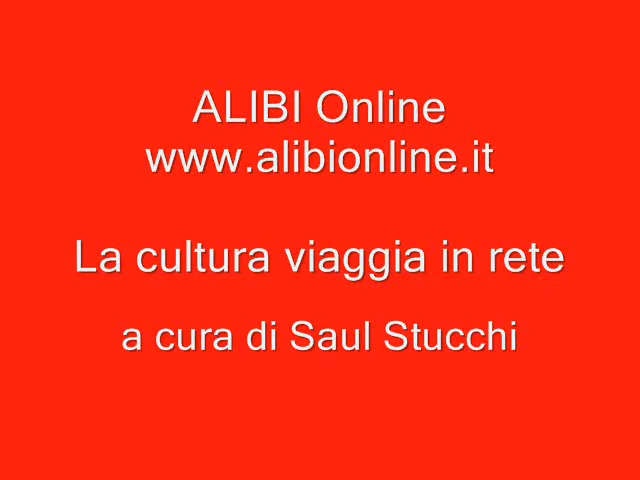 ALIBI Online
www.alibionline.it
La cultura viaggia in rete
a cura di Saul Stucchi